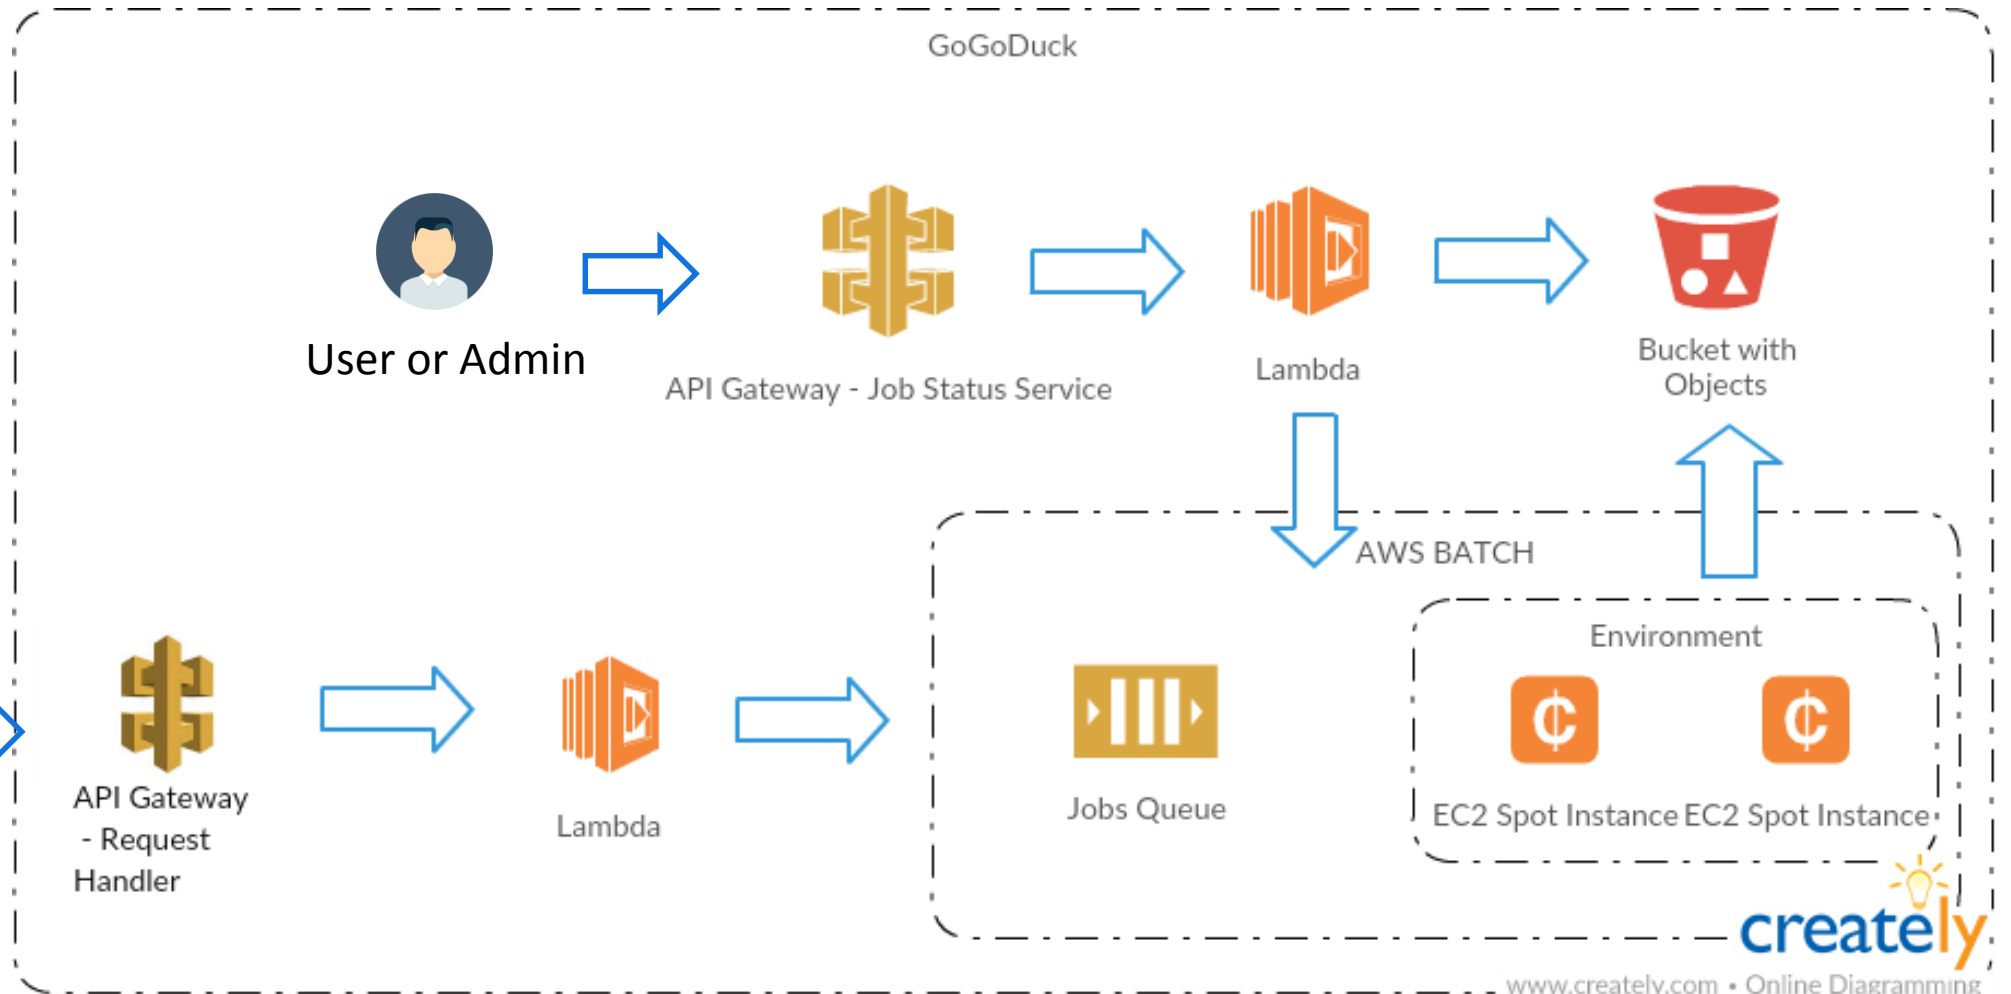 GoGoDuck
User or Admin
API Gateway - Job Status Service
Lambda
Bucket with
Objects
AWS BATCH
Environment
API Gateway
- Request
Handler
Lambda
Jobs Queue
EC2 Spot Instance
EC2 Spot Instance
creately
www.creately.com • Online Diagramming